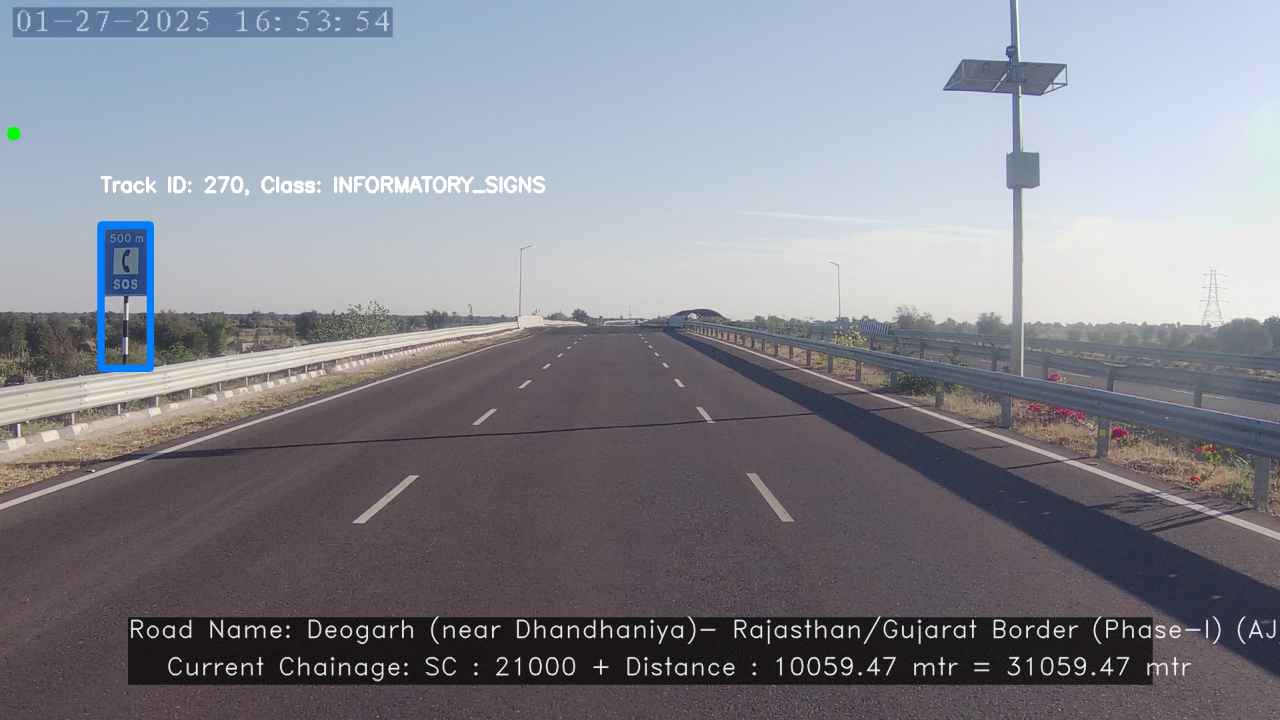 01-27-2025 16:53:54
Track ID: 270, Class: INFORMATORY_SIGNS
500 m
SOS
Road Name: Deogarh (near Dhandhaniya)- Rajasthan/Gujarat Border (Phase-I) (AJ
Current Chainage: SC : 21000 + Distance : 10059.47 mtr = 31059.47 mtr